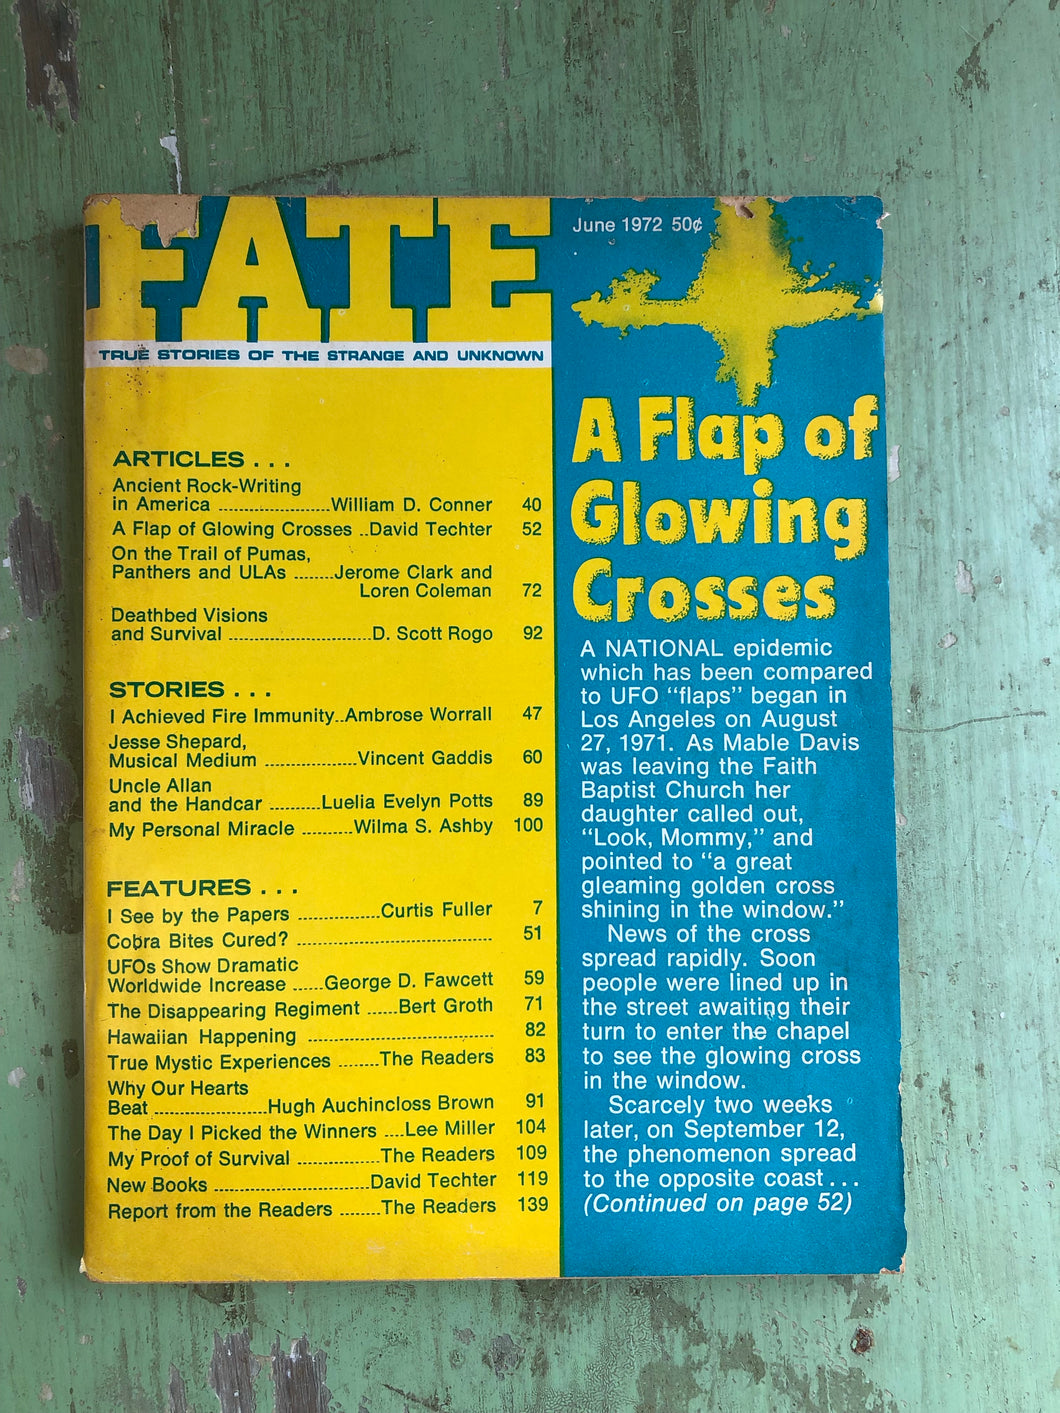 FATE
TRUE STORIES OF THE STRANGE AND UNKNOWN
ARTICLES . . .
Ancient Rock-Writing
in America ......................William D. Conner 40
A Flap of Glowing Crosses ..David Techter 52
On the Trail of Pumas,
Panthers and ULAs ........Jerome Clark and
Loren Coleman 72
Deathbed Visions
and Survival ............................D. Scott Rogo 92
STORIES . . .
I Achieved Fire Immunity..Ambrose Worrall 47
Jesse Shepard,
Musical Medium ..................Vincent Gaddis 60
Uncle Allan
and the Handcar ..........Luelia Evelyn Potts 89
My Personal Miracle ..........Wilma S. Ashby 100
FEATURES . . .
I See by the Papers ................Curtis Fuller 7
Cobra Bites Cured? ....................................... 51
UFOs Show Dramatic
Worldwide Increase ......George D. Fawcett 59
The Disappearing Regiment ......Bert Groth 71
Hawaiian Happening ..................................... 82
True Mystic Experiences ........The Readers 83
Why Our Hearts
Beat ......................Hugh Auchincloss Brown 91
The Day I Picked the Winners ....Lee Miller 104
My Proof of Survival .................The Readers 109
New Books ...............................David Techter 119
Report from the Readers ........The Readers 139
June 1972 50¢
A Flap of
Glowing
Crosses
A NATIONAL epidemic
which has been compared
to UFO "flaps" began in
Los Angeles on August
27, 1971. As Mable Davis
was leaving the Faith
Baptist Church her
daughter called out,
"Look, Mommy," and
pointed to "a great
gleaming golden cross
shining in the window."
News of the cross
spread rapidly. Soon
people were lined up in
the street awaiting their
turn to enter the chapel
to see the glowing cross
in the window.
Scarcely two weeks
later, on September 12,
the phenomenon spread
to the opposite coast . . .
(Continued on page 52)